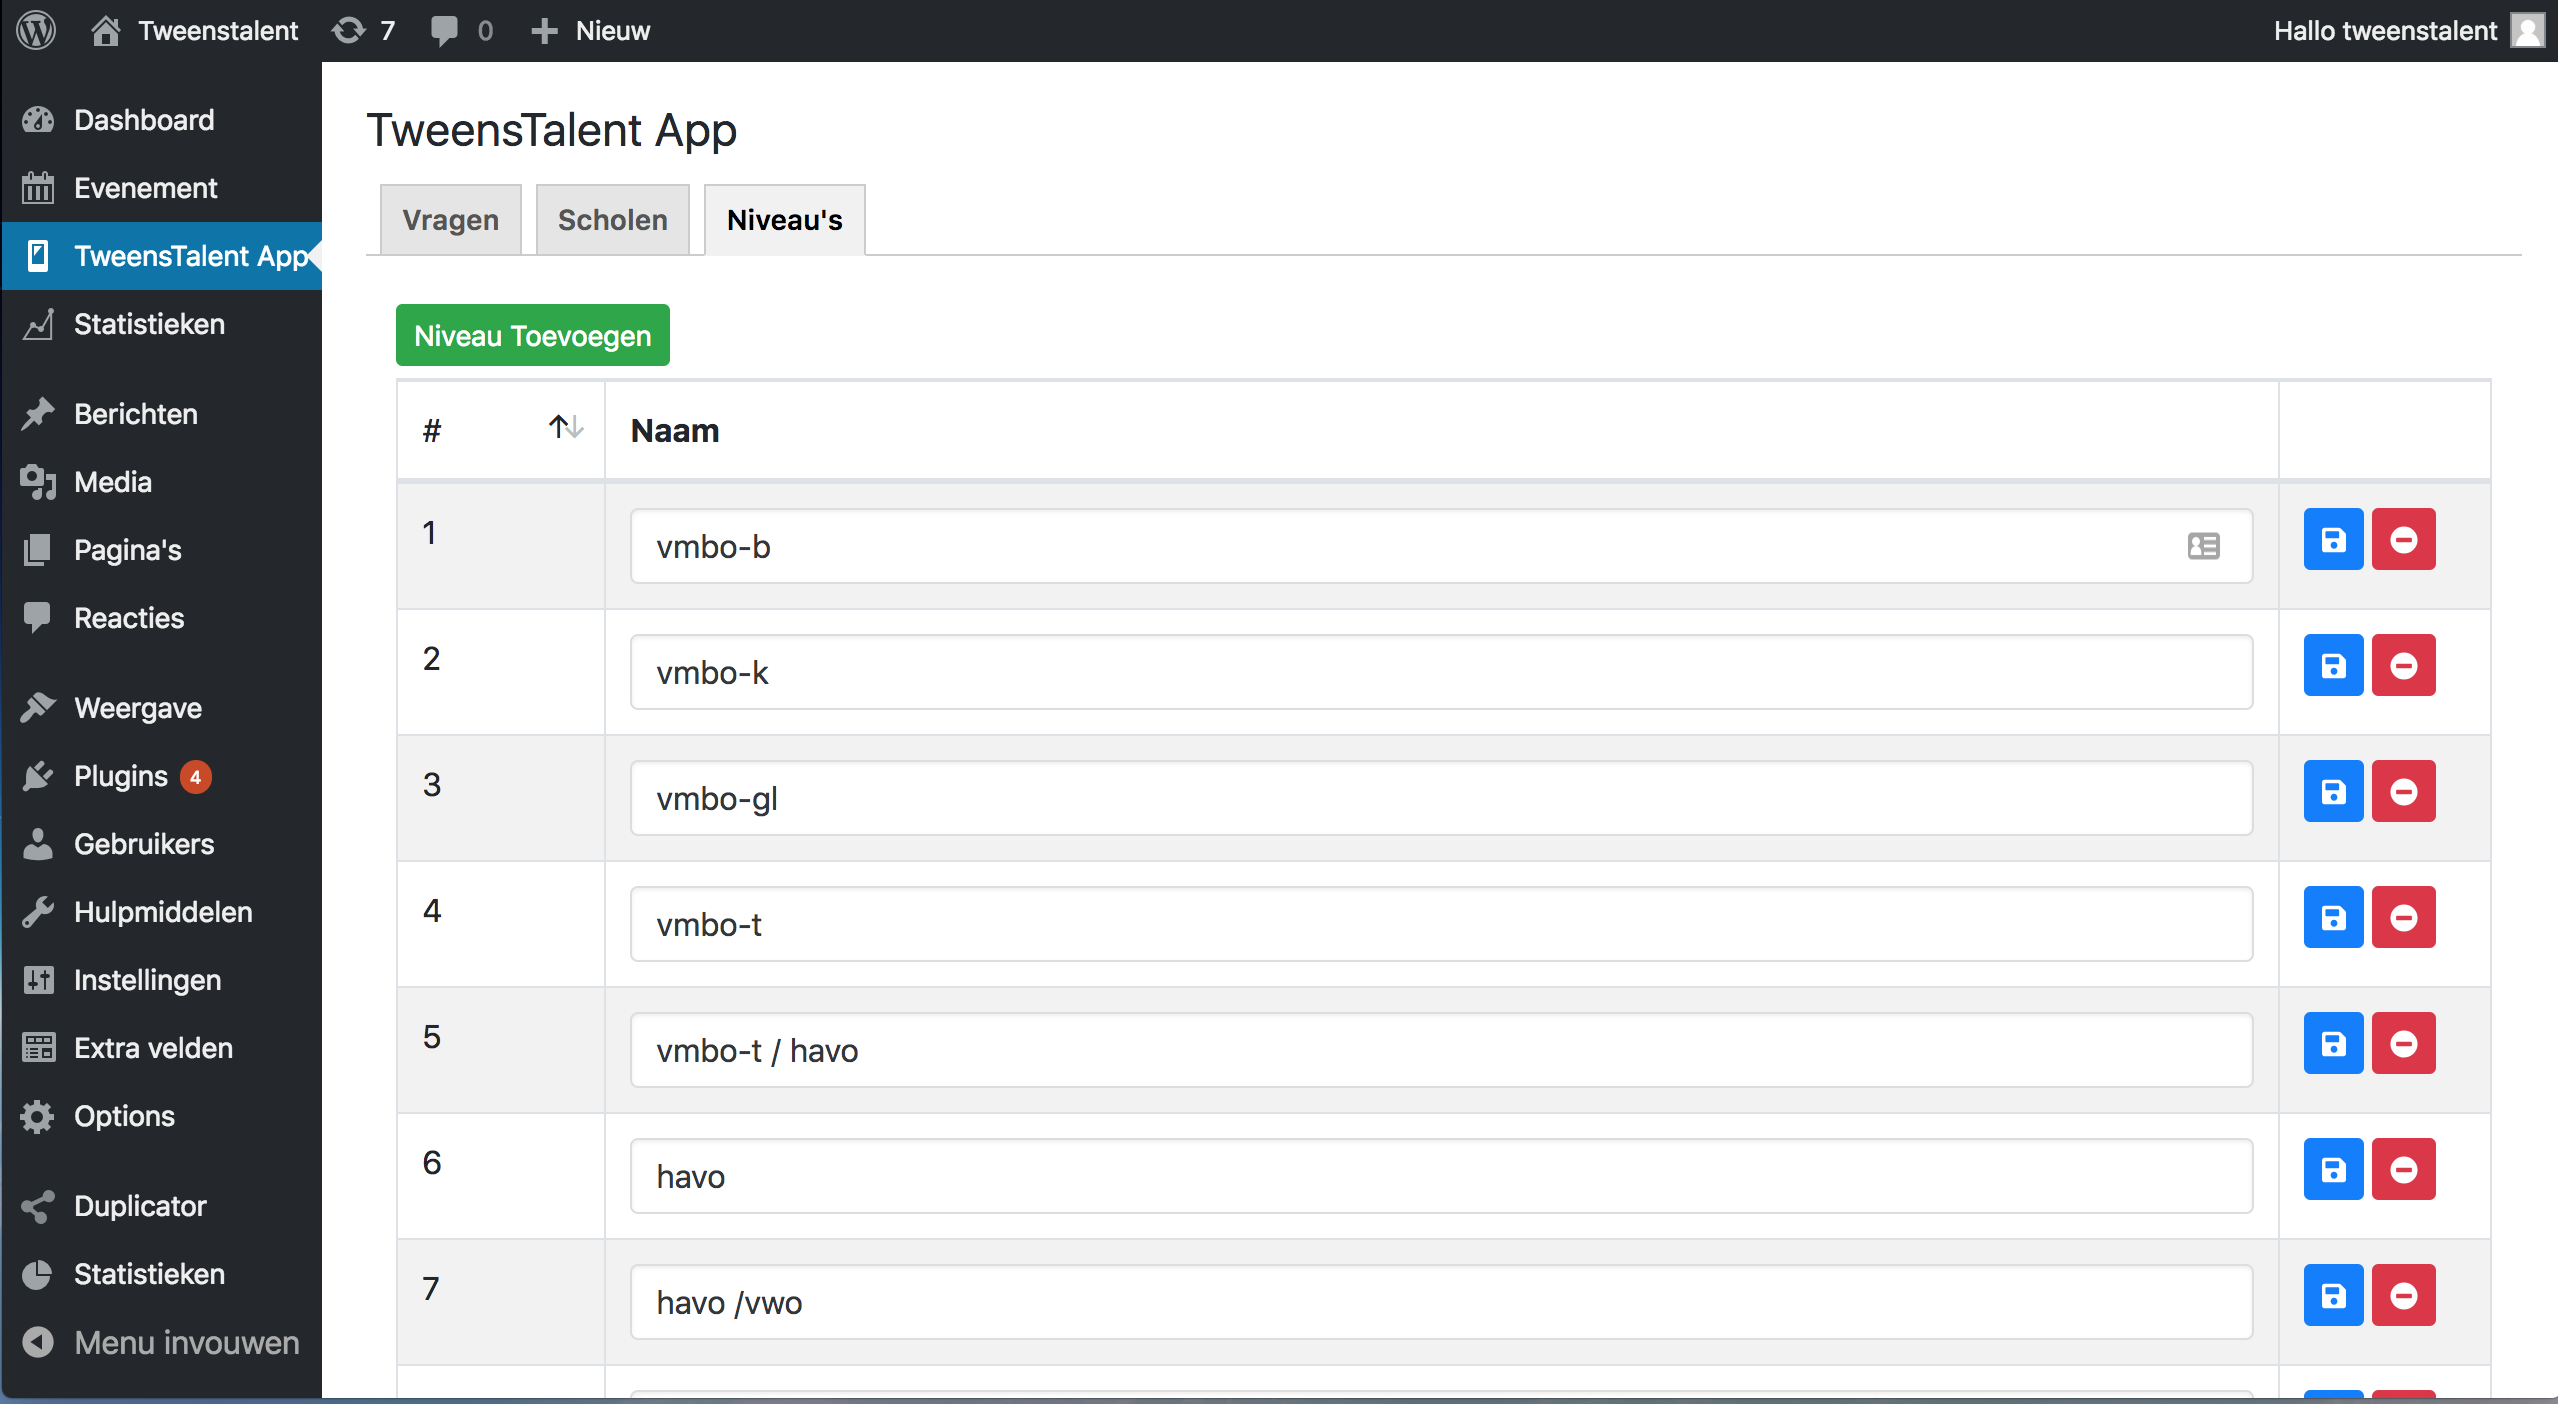 Tweenstalent 7 0 Nieuw Hallo tweenstalent
Dashboard
Evenement
TweensTalent App
Statistieken
Berichten
Media
Pagina's
Reacties
Weergave
Plugins 4
Gebruikers
Hulpmiddelen
Instellingen
Extra velden
Options
Duplicator
Statistieken
Menu invouwen
TweensTalent App
Vragen Scholen Niveau's
Niveau Toevoegen
# Naam
1 vmbo-b
2 vmbo-k
3 vmbo-gl
4 vmbo-t
5 vmbo-t / havo
6 havo
7 havo /vwo